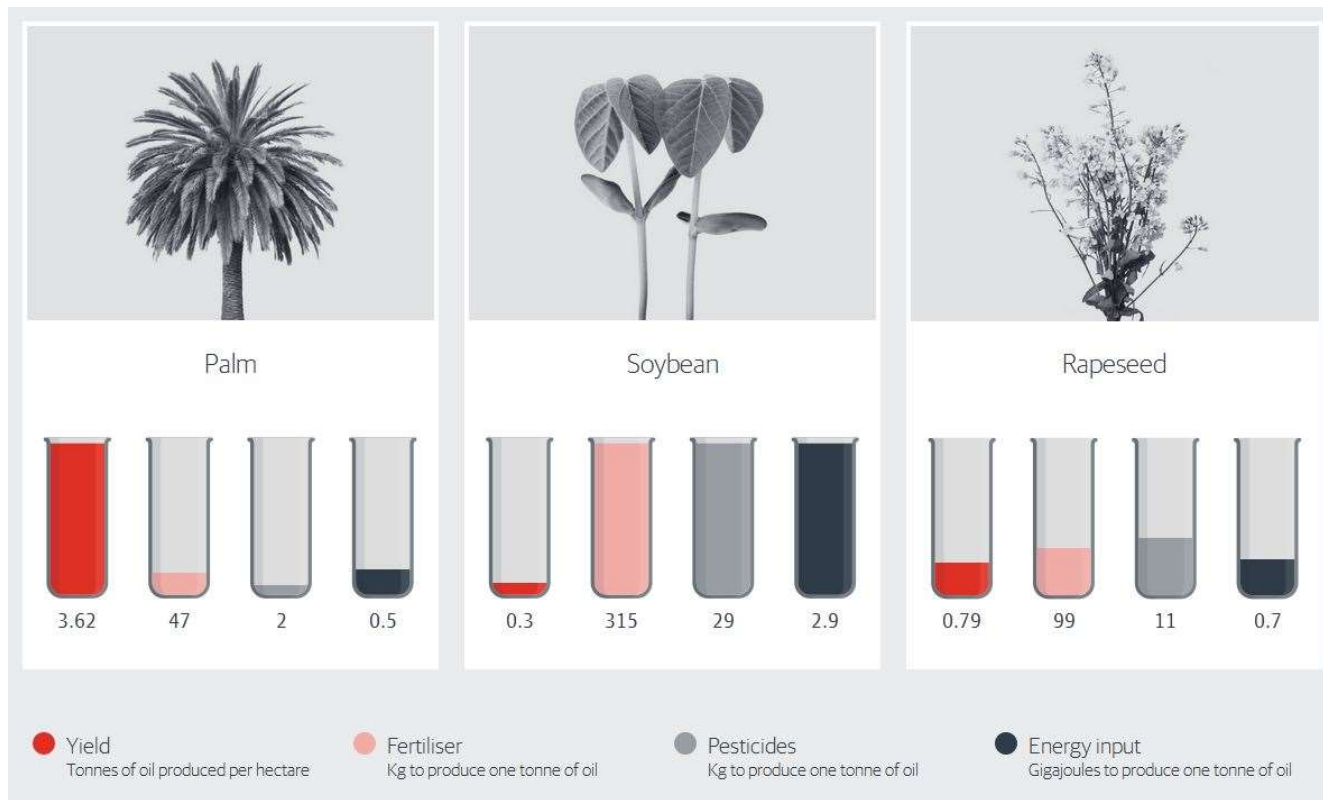 Palm
Soybean
Rapeseed
3.62 47 2 0.5
0.3 315 29 2.9
0.79 99 11 0.7
Yield
Tonnes of oil produced per hectare
Fertiliser
Kg to produce one tonne of oil
Pesticides
Kg to produce one tonne of oil
Energy input
Gigajoules to produce one tonne of oil